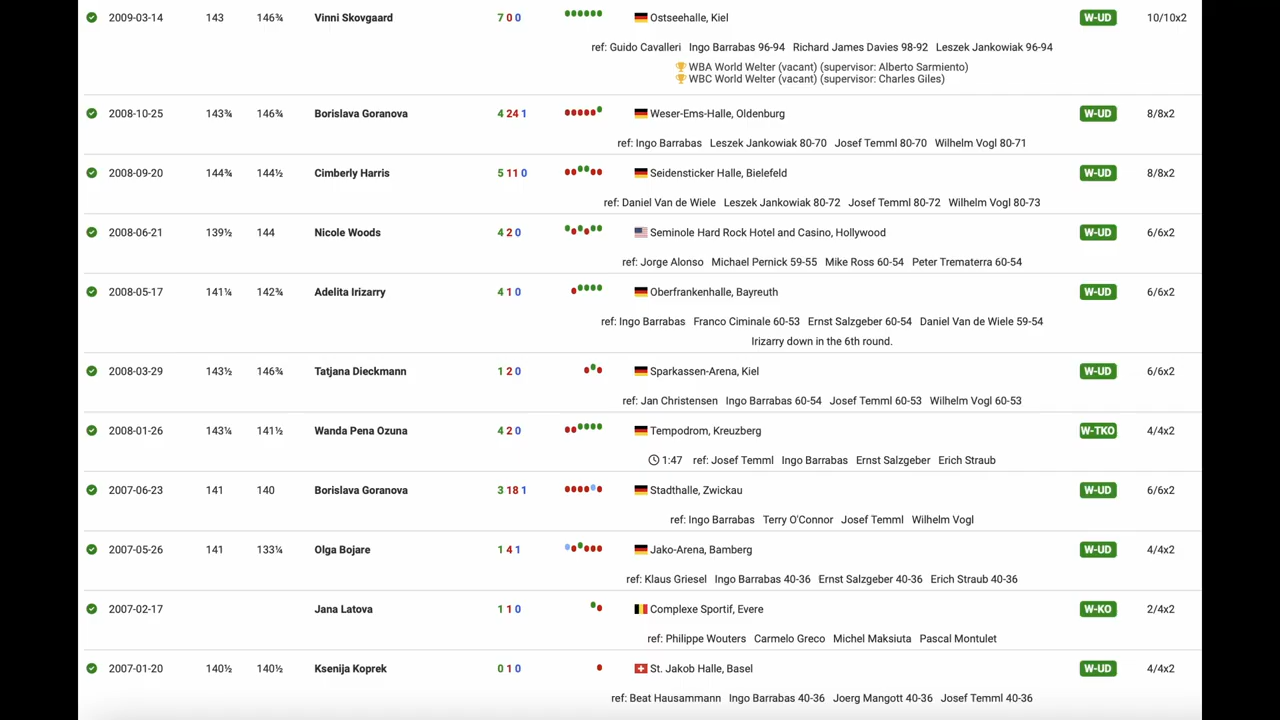 2009-03-14 143 146¾ Vinni Skovgaard 7 0 0 Ostseehalle, Kiel W-UD 10/10x2
ref: Guido Cavalleri Ingo Barrabas 96-94 Richard James Davies 98-92 Leszek Jankowiak 96-94
WBA World Welter (vacant) (supervisor: Alberto Sarmiento)
WBC World Welter (vacant) (supervisor: Charles Giles)
2008-10-25 143¾ 146¾ Borislava Goranova 4 24 1 Weser-Ems-Halle, Oldenburg W-UD 8/8x2
ref: Ingo Barrabas Leszek Jankowiak 80-70 Josef Temml 80-70 Wilhelm Vogl 80-71
2008-09-20 144¾ 144½ Cimberly Harris 5 11 0 Seidensticker Halle, Bielefeld W-UD 8/8x2
ref: Daniel Van de Wiele Leszek Jankowiak 80-72 Josef Temml 80-72 Wilhelm Vogl 80-73
2008-06-21 139½ 144 Nicole Woods 4 2 0 Seminole Hard Rock Hotel and Casino, Hollywood W-UD 6/6x2
ref: Jorge Alonso Michael Pernick 59-55 Mike Ross 60-54 Peter Trematerra 60-54
2008-05-17 141¼ 142¾ Adelita Irizarry 4 1 0 Oberfrankenhalle, Bayreuth W-UD 6/6x2
ref: Ingo Barrabas Franco Ciminale 60-53 Ernst Salzgeber 60-54 Daniel Van de Wiele 59-54
Irizarry down in the 6th round.
2008-03-29 143½ 146¾ Tatjana Dieckmann 1 2 0 Sparkassen-Arena, Kiel W-UD 6/6x2
ref: Jan Christensen Ingo Barrabas 60-54 Josef Temml 60-53 Wilhelm Vogl 60-53
2008-01-26 143¼ 141½ Wanda Pena Ozuna 4 2 0 Tempodrom, Kreuzberg W-TKO 4/4x2
1:47 ref: Josef Temml Ingo Barrabas Ernst Salzgeber Erich Straub
2007-06-23 141 140 Borislava Goranova 3 18 1 Stadthalle, Zwickau W-UD 6/6x2
ref: Ingo Barrabas Terry O'Connor Josef Temml Wilhelm Vogl
2007-05-26 141 133¼ Olga Bojare 1 4 1 Jako-Arena, Bamberg W-UD 4/4x2
ref: Klaus Griesel Ingo Barrabas 40-36 Ernst Salzgeber 40-36 Erich Straub 40-36
2007-02-17 Jana Latova 1 1 0 Complexe Sportif, Evere W-KO 2/4x2
ref: Philippe Wouters Carmelo Greco Michel Maksiuta Pascal Montulet
2007-01-20 140½ 140½ Ksenija Koprek 0 1 0 St. Jakob Halle, Basel W-UD 4/4x2
ref: Beat Hausammann Ingo Barrabas 40-36 Joerg Mangott 40-36 Josef Temml 40-36